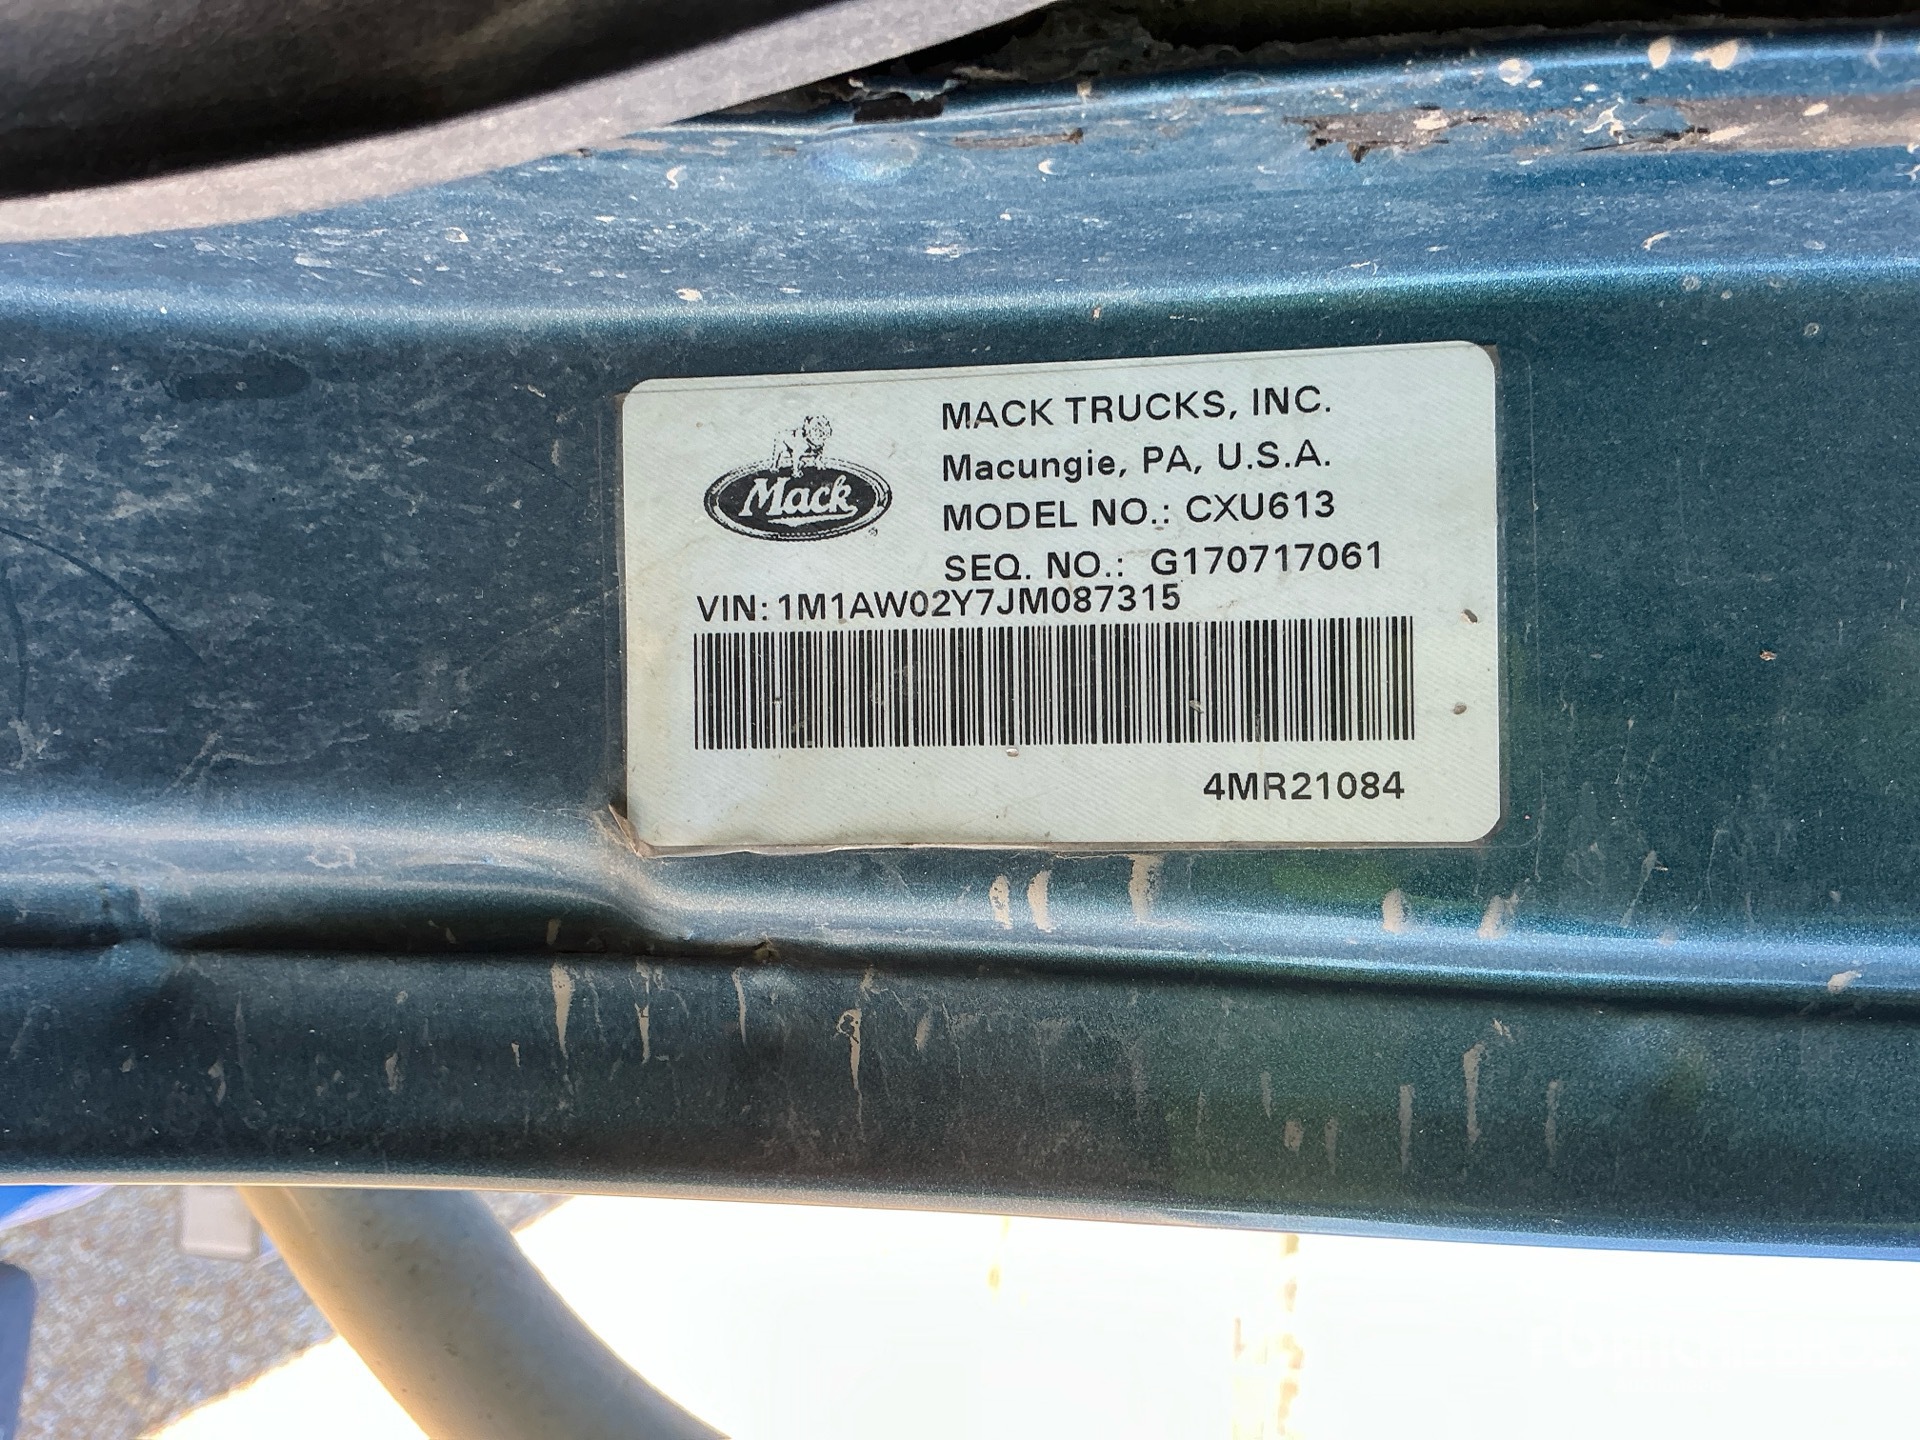 MACK TRUCKS, INC.
Macungie, PA, U.S.A.
MODEL NO.: CXU613
SEQ. NO.: G170717061
Mack
VIN: 1M1AW02Y7JM087315
4MR21084